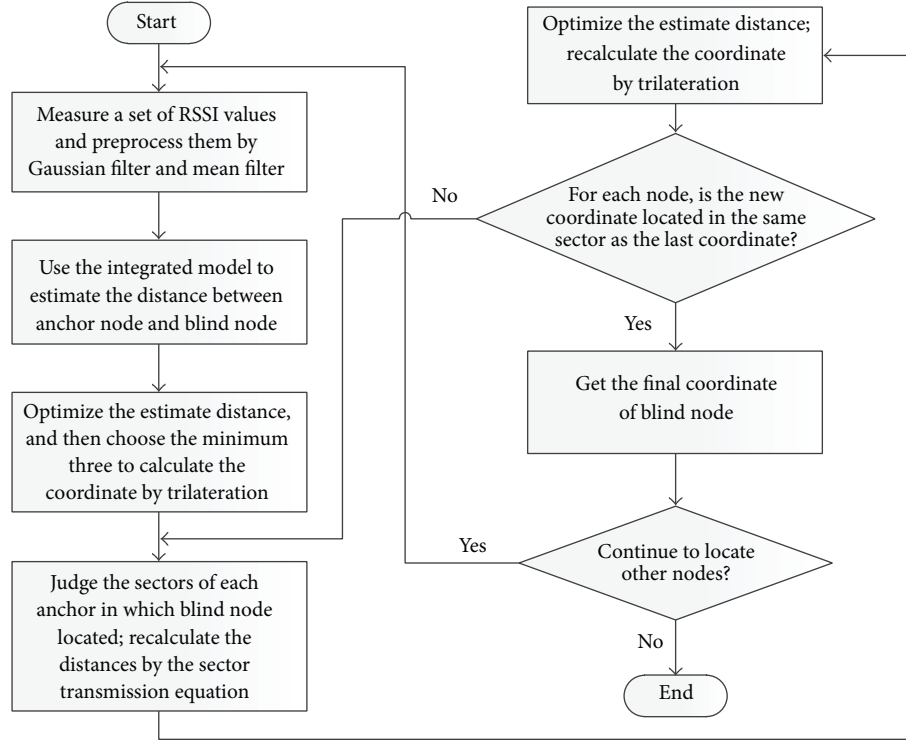 Start
Measure a set of RSSI values
and preprocess them by
Gaussian filter and mean filter
Use the integrated model to
estimate the distance between
anchor node and blind node
Optimize the estimate distance,
and then choose the minimum
three to calculate the
coordinate by trilateration
Judge the sectors of each
anchor in which blind node
located; recalculate the
distances by the sector
transmission equation
Optimize the estimate distance;
recalculate the coordinate
by trilateration
No
For each node, is the new
coordinate located in the same
sector as the last coordinate?
Yes
Get the final coordinate
of blind node
Yes
Continue to locate
other nodes?
No
End